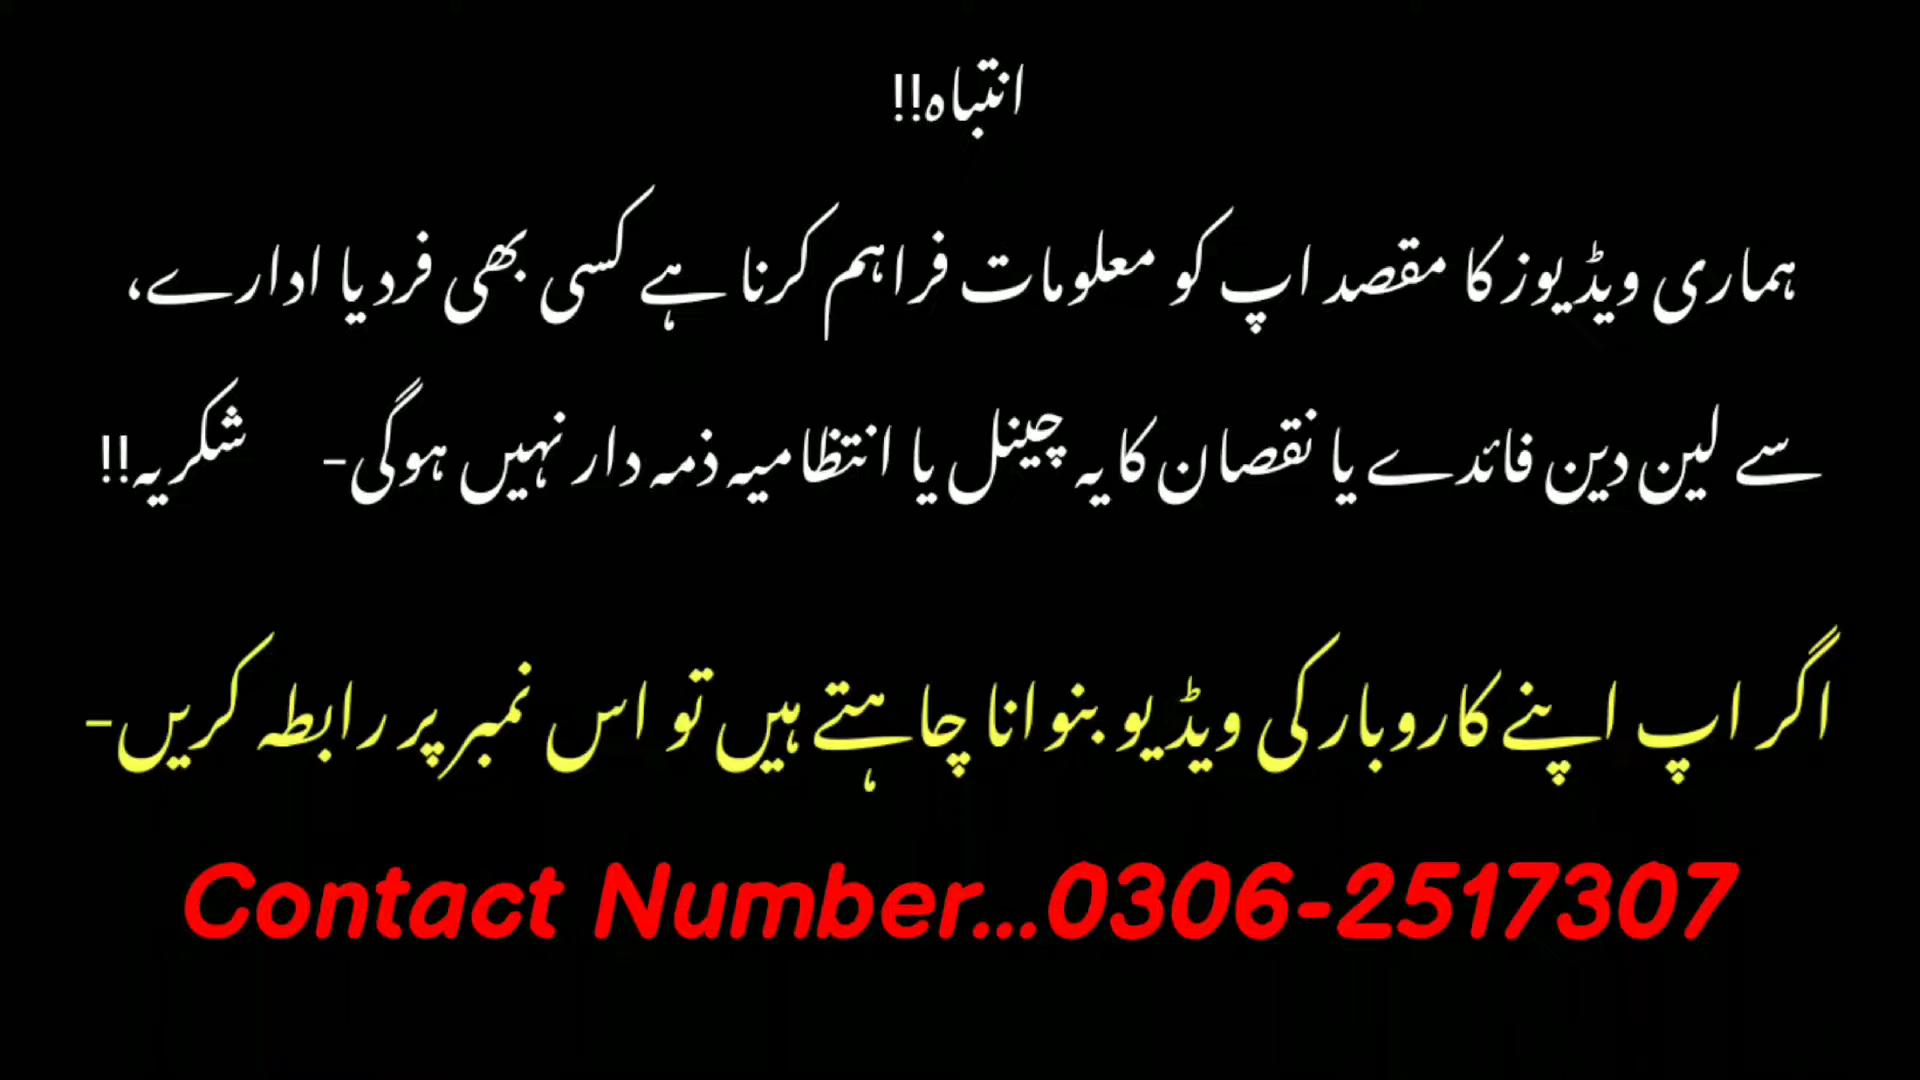 انتباہ!!
ہماری ویڈیوز کا مقصد اپ کو معلومات فراہم کرنا ہے کسی بھی فرد یا ادارے،
سے لین دین فائدے یا نقصان کا یہ چینل یا انتظامیہ ذمہ دار نہیں ہوگی- شکریہ!!
اگر اپ اپنے کاروبار کی ویڈیو بنوانا چاہتے ہیں تو اس نمبر پر رابطہ کریں-
Contact Number...0306-2517307